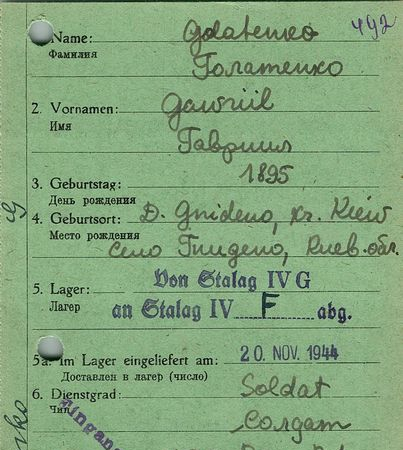 1. Name: Golatenko 492
Фамилия Голатенко
2. Vornamen: Gawriil
Имя Гавриил
3. Geburtstag: 1895
День рождения
4. Geburtsort: D. Gnideno, Kr. Kiew
Место рождения село Гнидено, Киев. обл.
5. Lager: Von Stalag IV G
Лагерь an Stalag IV F abg.
5a. Im Lager eingeliefert am: 20. NOV. 1944
Доставлен в лагерь (число)
6. Dienstgrad: Soldat
Чин Солдат